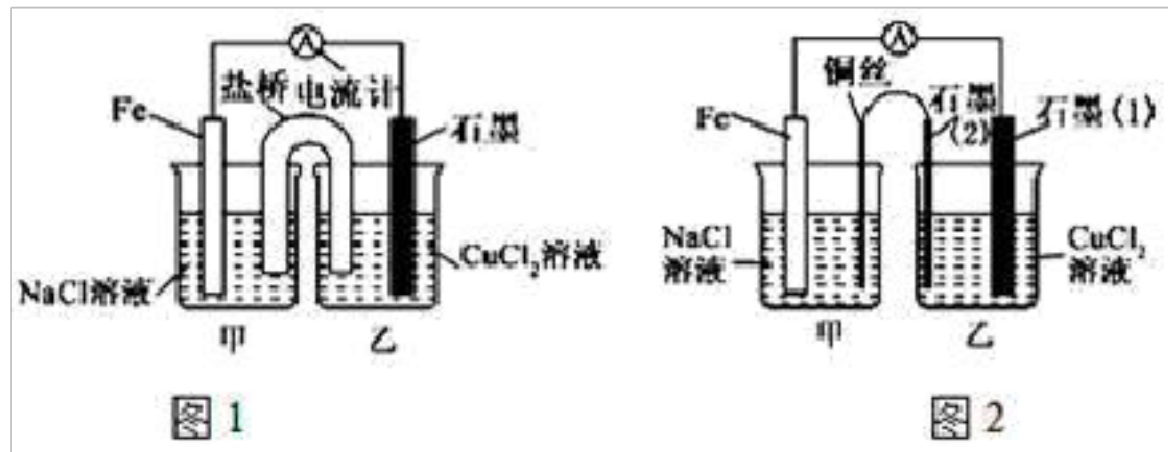 A
盐桥 电流计
Fe
石墨
NaCl溶液
CuCl₂溶液
甲
乙
图 1
A
铜丝
Fe
石墨
(2)
石墨(1)
NaCl
溶液
CuCl₂
溶液
甲
乙
图 2